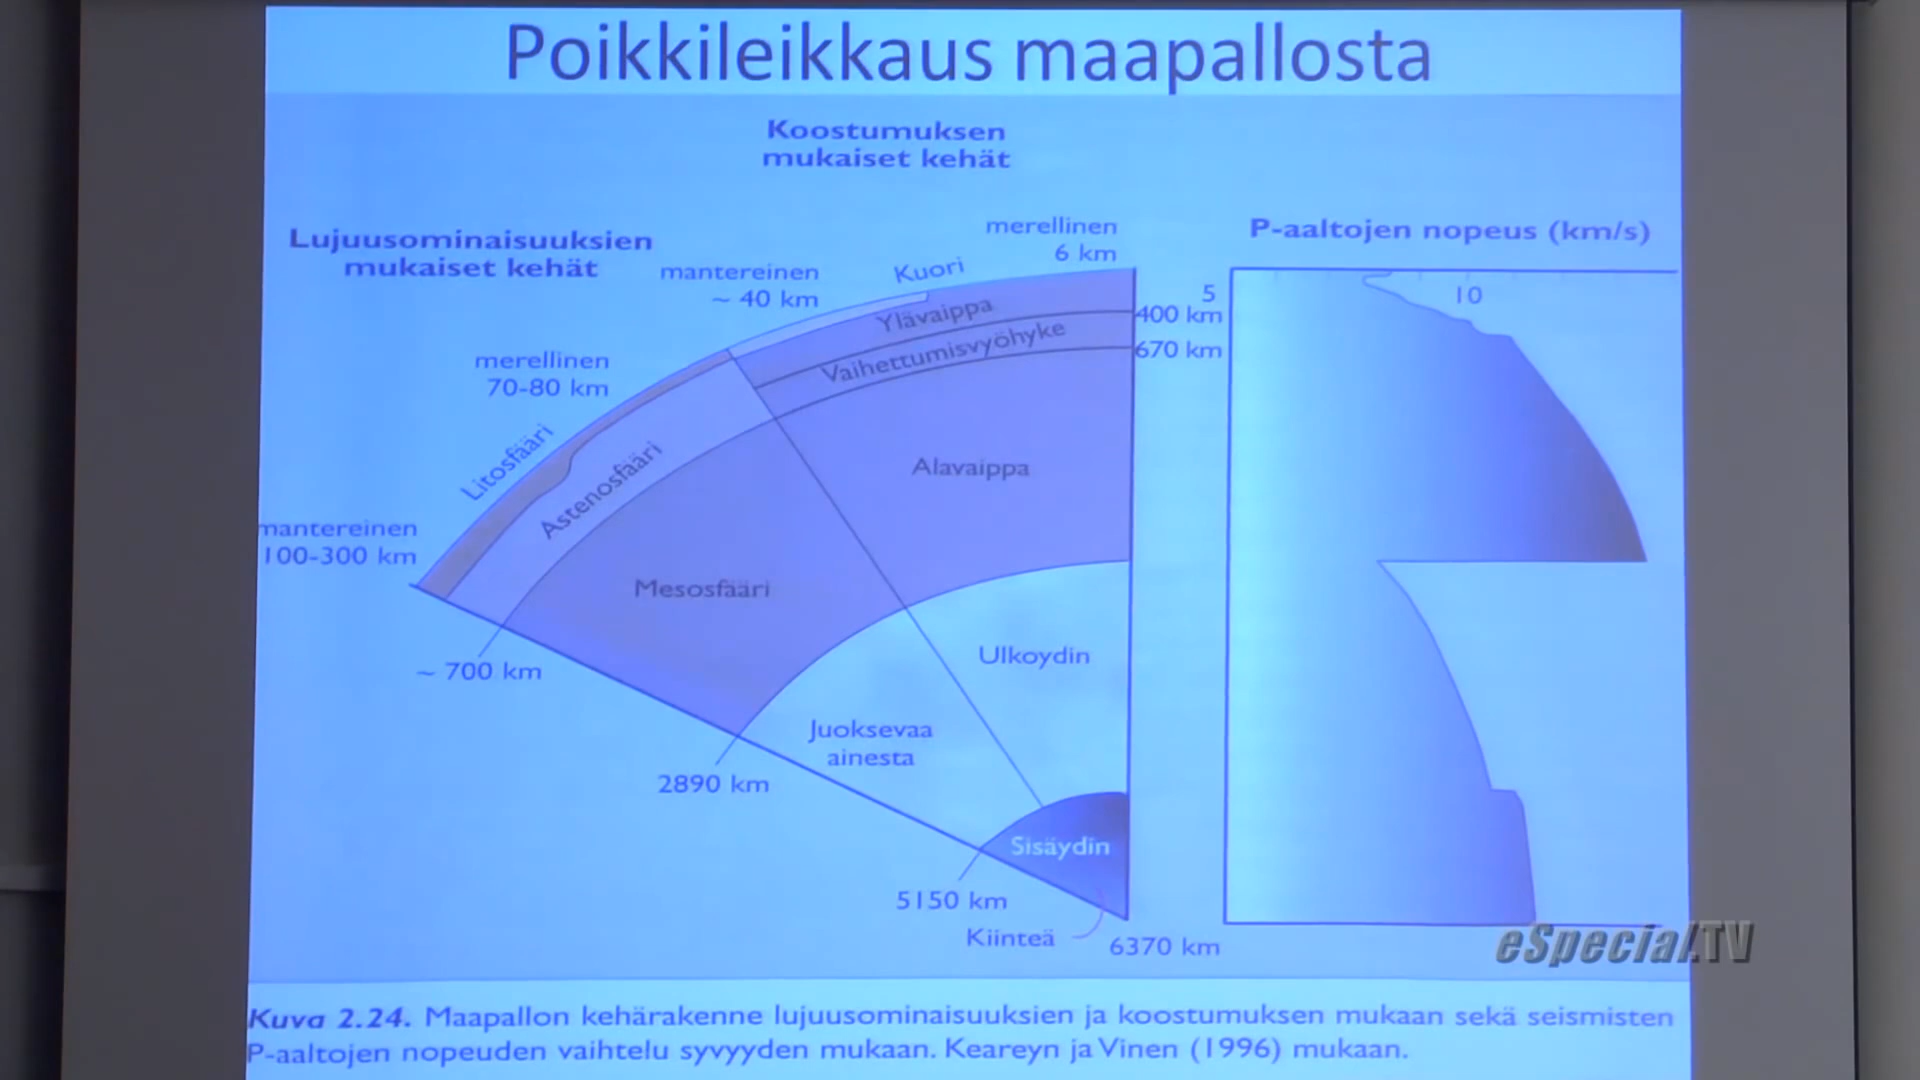 Poikkileikkaus maapallosta
Koostumuksen
mukaiset kehät
Lujuusominaisuuksien
mukaiset kehät
mantereinen
~ 40 km
Kuori
merellinen
6 km
P-aaltojen nopeus (km/s)
5
10
400 km
670 km
Ylävaippa
Vaihettumisvyöhyke
merellinen
70-80 km
Litosfääri
Astenosfääri
mantereinen
100-300 km
Alavaippa
Mesosfääri
~ 700 km
Ulkoydin
Juoksevaa
ainesta
2890 km
Sisäydin
5150 km
Kiinteä
6370 km
eSpecial.TV
Kuva 2.24. Maapallon kehärakenne lujuusominaisuuksien ja koostumuksen mukaan sekä seismisten
P-aaltojen nopeuden vaihtelu syvyyden mukaan. Keareyn ja Vinen (1996) mukaan.